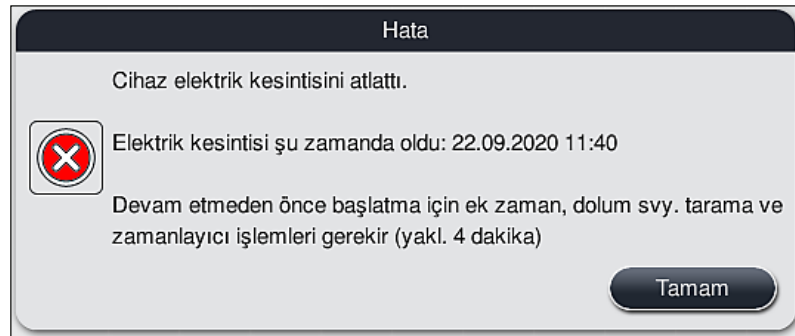 Hata
Cihaz elektrik kesintisini atlattı.
Elektrik kesintisi şu zamanda oldu: 22.09.2020 11:40
Devam etmeden önce başlatma için ek zaman, dolum svy. tarama ve
zamanlayıcı işlemleri gerekir (yakl. 4 dakika)
Tamam